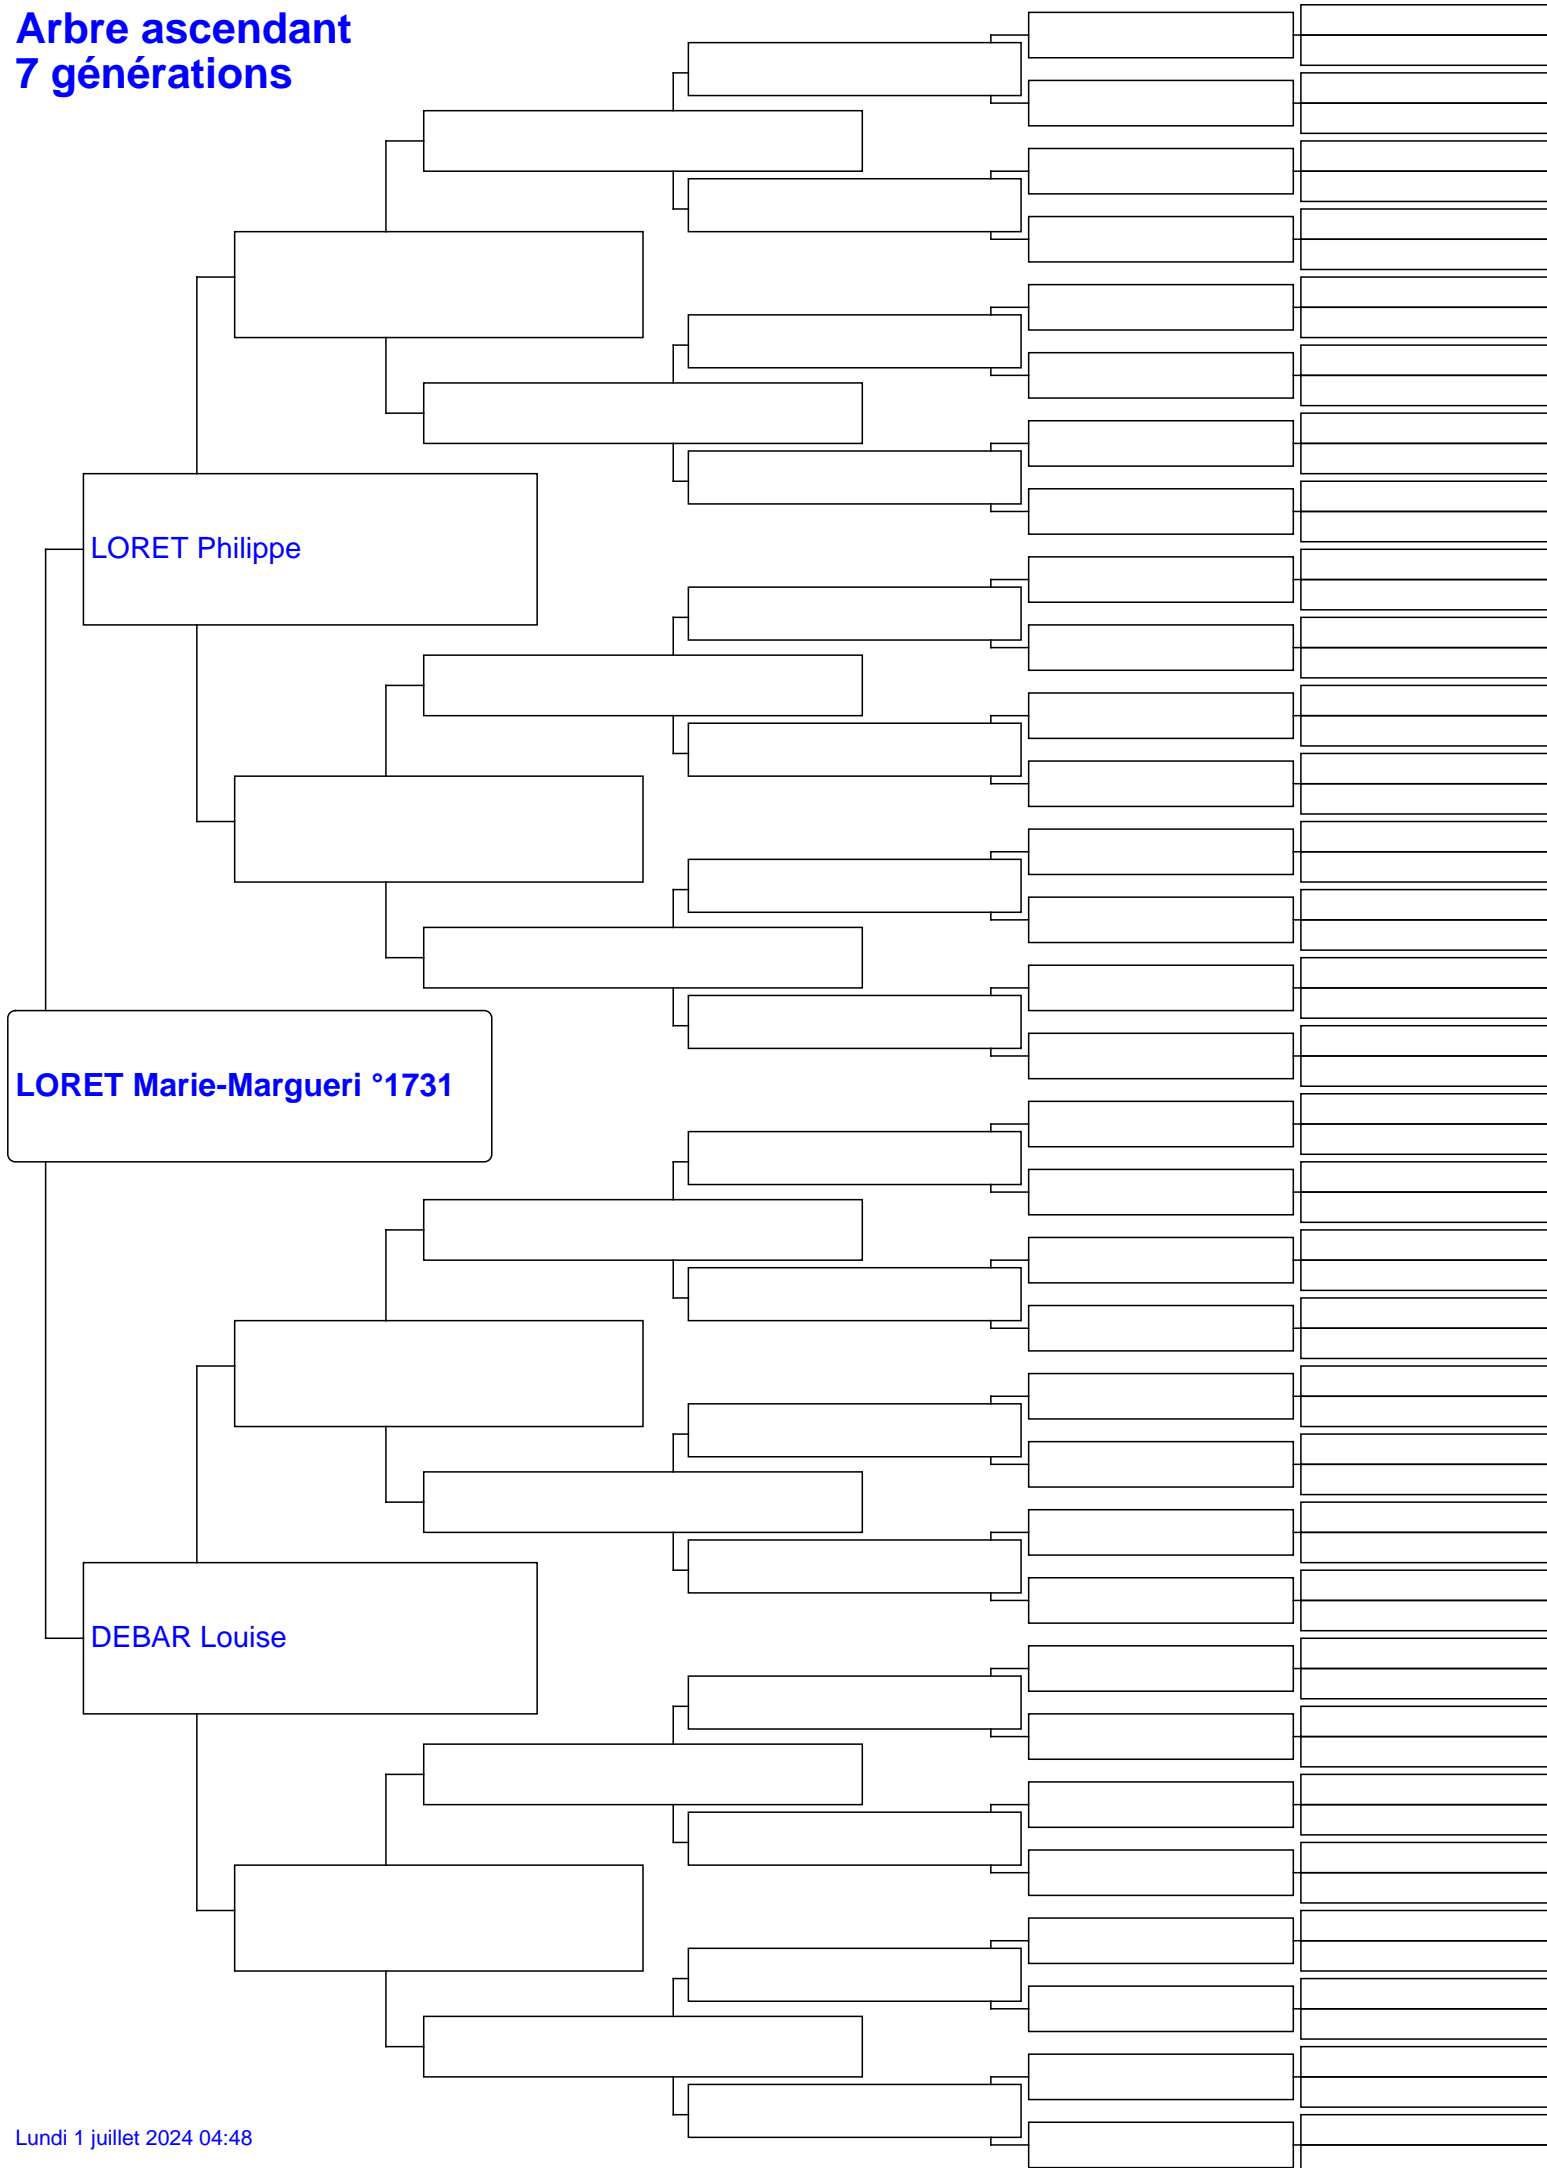 Arbre ascendant
7 générations
LORET Philippe
LORET Marie-Margueri °1731
DEBAR Louise
Lundi 1 juillet 2024 04:48